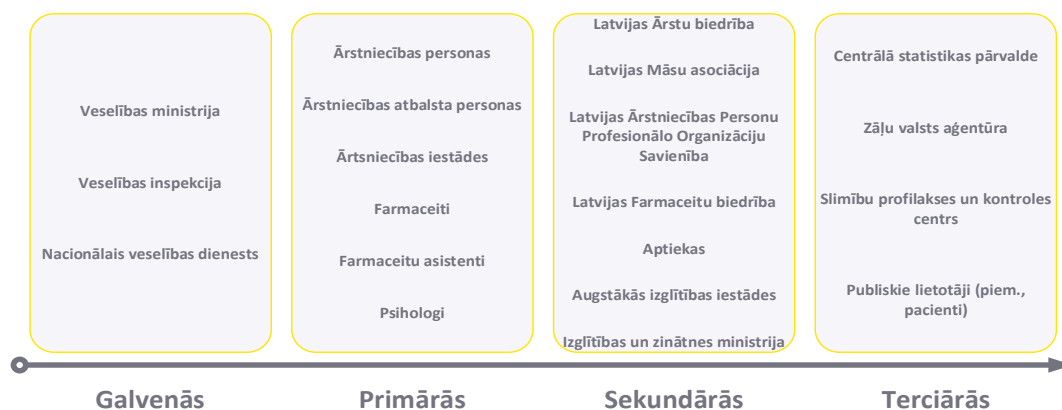 Veselības ministrija
Veselības inspekcija
Nacionālais veselības dienests
Ārstniecības personas
Ārstniecības atbalsta personas
Ārtsniecības iestādes
Farmaceiti
Farmaceitu asistenti
Psihologi
Latvijas Ārstu biedrība
Latvijas Māsu asociācija
Latvijas Ārstniecības Personu
Profesionālo Organizāciju
Savienība
Latvijas Farmaceitu biedrība
Aptiekas
Augstākās izglītības iestādes
Izglītības un zinātnes ministrija
Centrālā statistikas pārvalde
Zāļu valsts aģentūra
Slimību profilakses un kontroles
centrs
Publiskie lietotāji (piem.,
pacienti)
Galvenās
Primārās
Sekundārās
Terciārās